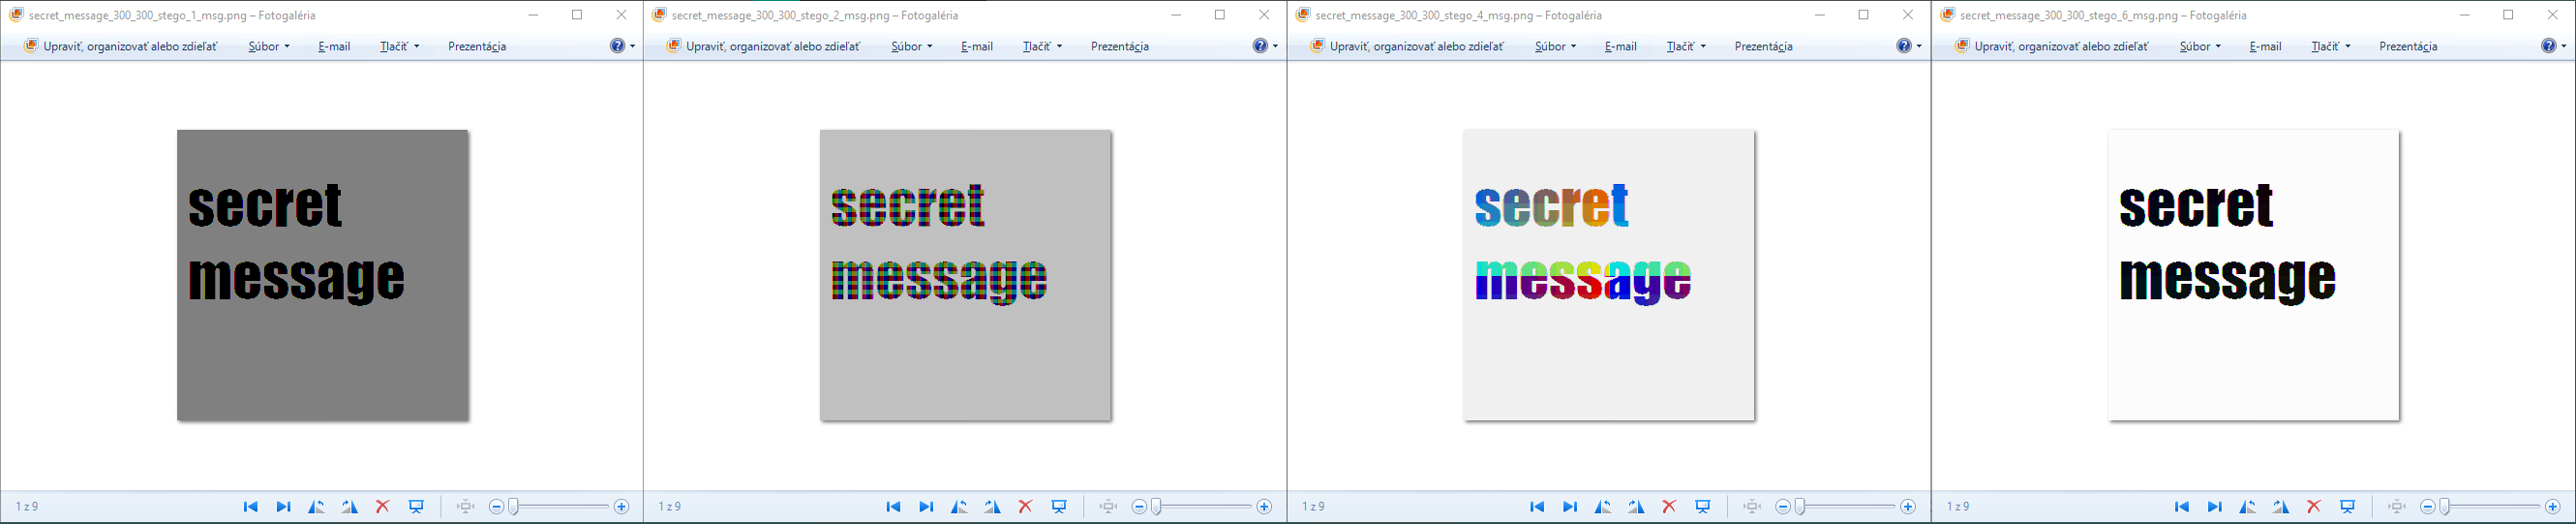 secret_message_300_300_stego_1_msg.png – Fotogaléria
Upraviť, organizovať alebo zdieľať Súbor E-mail Tlačiť Prezentácia
secret
message
1 z 9
secret_message_300_300_stego_2_msg.png – Fotogaléria
Upraviť, organizovať alebo zdieľať Súbor E-mail Tlačiť Prezentácia
secret
message
1 z 9
secret_message_300_300_stego_4_msg.png – Fotogaléria
Upraviť, organizovať alebo zdieľať Súbor E-mail Tlačiť Prezentácia
secret
message
1 z 9
secret_message_300_300_stego_6_msg.png – Fotogaléria
Upraviť, organizovať alebo zdieľať Súbor E-mail Tlačiť Prezentácia
secret
message
1 z 9